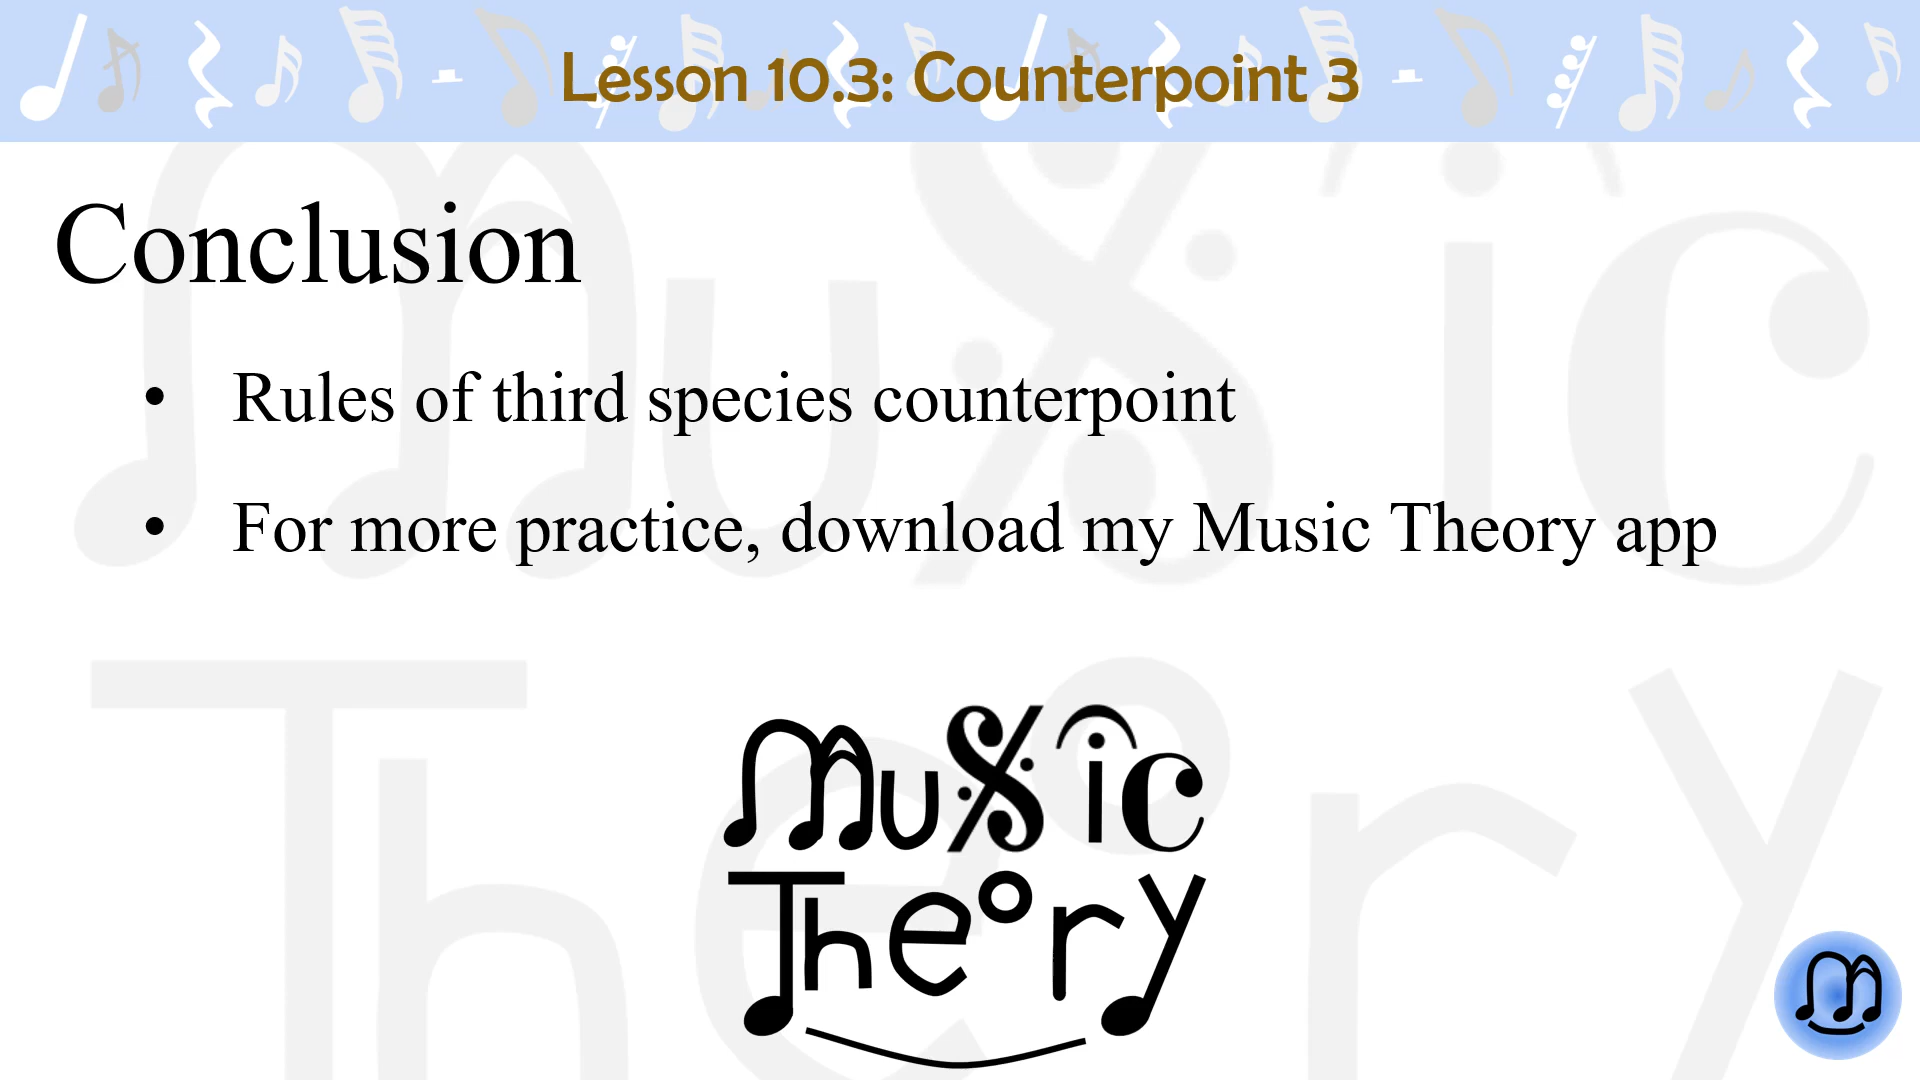 Lesson 10.3: Counterpoint 3
Conclusion
• Rules of third species counterpoint
• For more practice, download my Music Theory app
Music
Theory
m